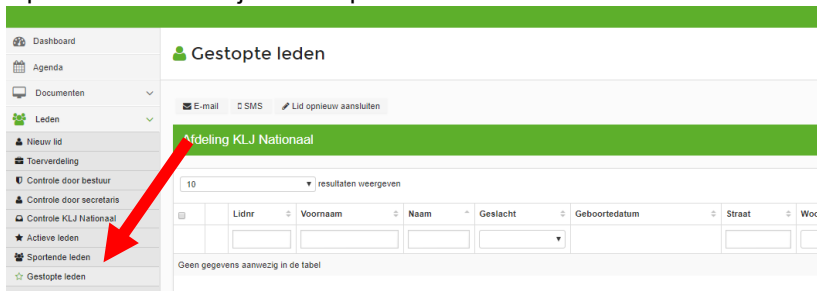 Dashboard
Agenda
Documenten
Leden
Nieuw lid
Toerverdeling
Controle door bestuur
Controle door secretaris
Controle KLJ Nationaal
Actieve leden
Sportende leden
Gestopte leden
Gestopte leden
E-mail SMS Lid opnieuw aansluiten
Afdeling KLJ Nationaal
10 resultaten weergeven
Lidnr Voornaam Naam Geslacht Geboortedatum Straat
Geen gegevens aanwezig in de tabel